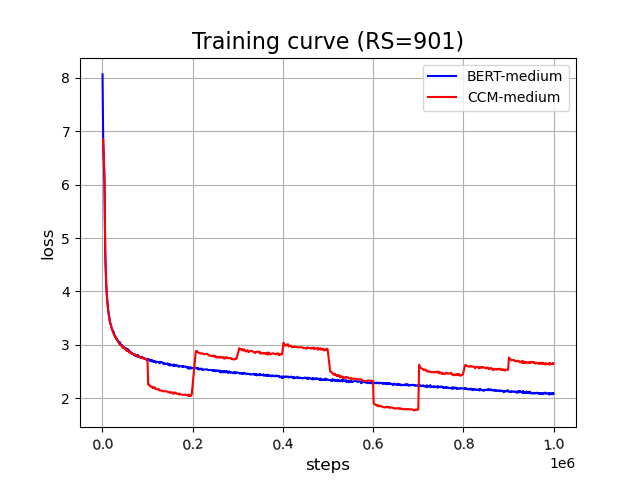 Training curve (RS=901)
BERT-medium
CCM-medium
loss
8
7
6
5
4
3
2
0.0 0.2 0.4 0.6 0.8 1.0
1e6
steps